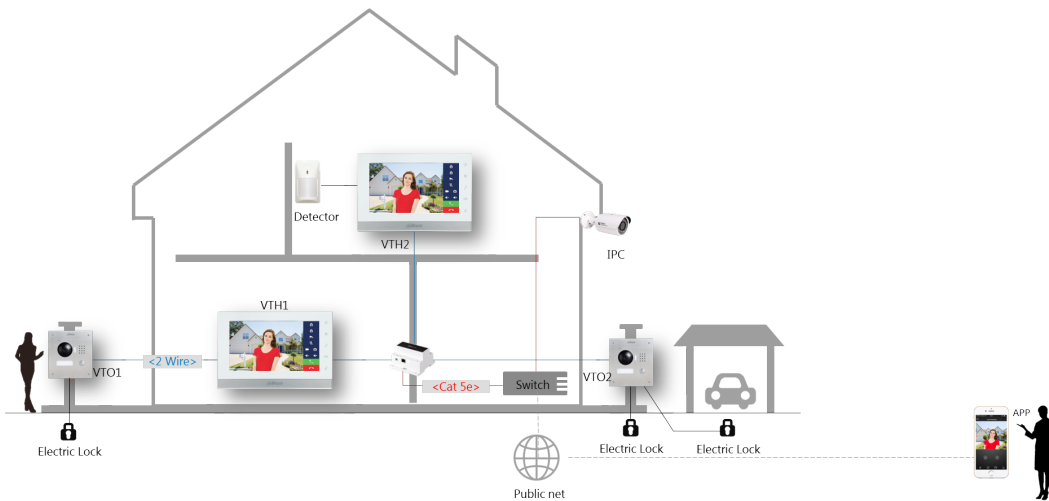 Detector
VTH2
IPC
VTH1
VTO1
<2 Wire>
<Cat 5e>
Switch
VTO2
Electric Lock
Electric Lock
Electric Lock
APP
Public net